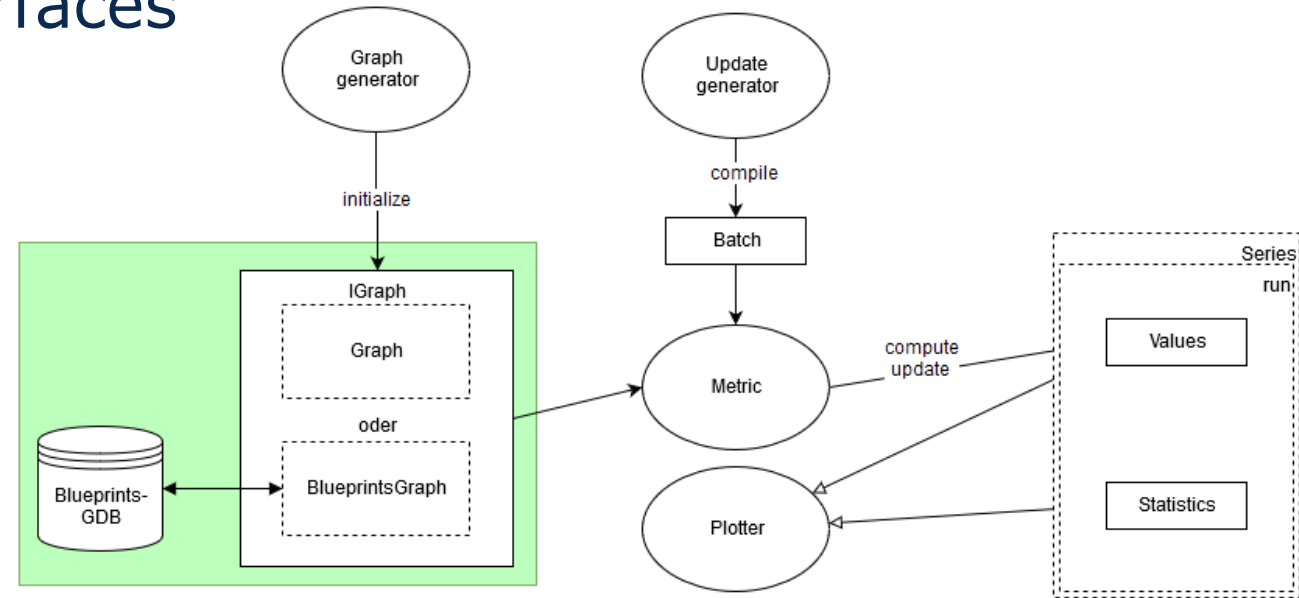 faces
Graph
generator
Update
generator
initialize
compile
Batch
Series
run
IGraph
Graph
oder
BlueprintsGraph
Blueprints-
GDB
Metric
compute
update
Values
Plotter
Statistics